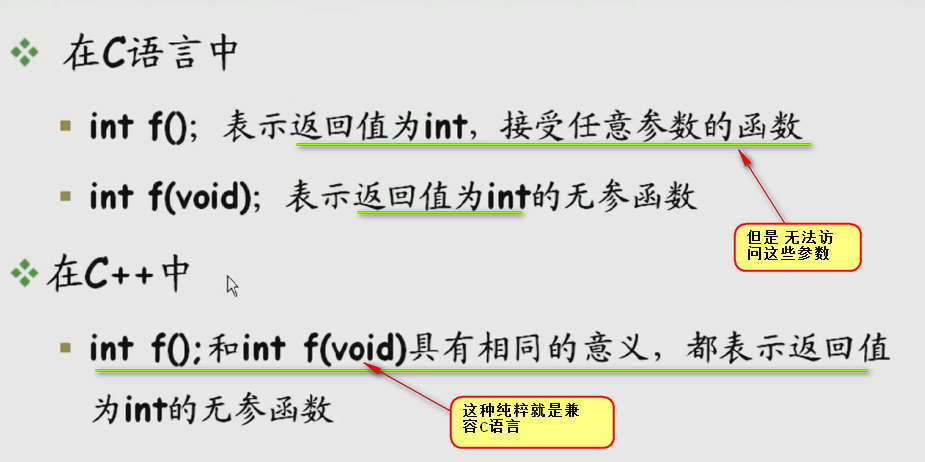 在C语言中
int f(); 表示返回值为int，接受任意参数的函数
int f(void); 表示返回值为int的无参函数
但是 无法访
问这些参数
在C++中
int f();和int f(void)具有相同的意义，都表示返回值
为int的无参函数
这种纯粹就是兼
容C语言